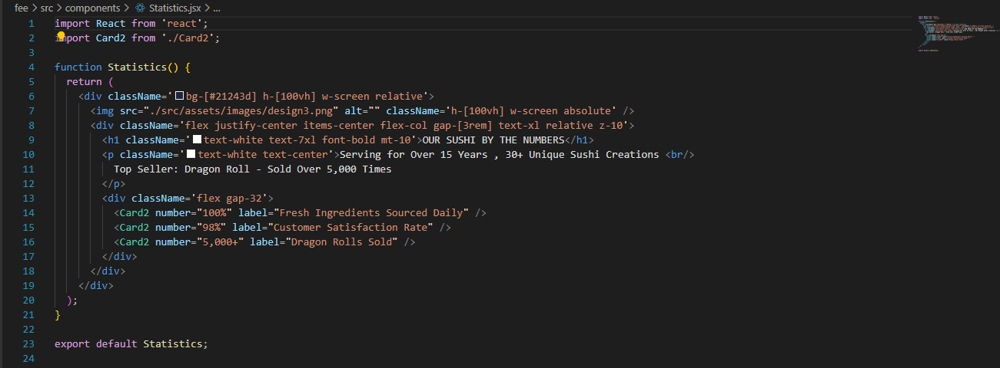 fee > src > components > Statistics.jsx > ...
1 import React from 'react';
2 import Card2 from './Card2';
3
4 function Statistics() {
5   return (
6     <div className='bg-[#21243d] h-[100vh] w-screen relative'>
7       <img src="./src/assets/images/design3.png" alt="" className='h-[100vh] w-screen absolute' />
8       <div className='flex justify-center items-center flex-col gap-[3rem] text-xl relative z-10'>
9         <h1 className='text-white text-7xl font-bold mt-10'>OUR SUSHI BY THE NUMBERS</h1>
10         <p className='text-white text-center'>Serving for Over 15 Years , 30+ Unique Sushi Creations <br/>
11           Top Seller: Dragon Roll - Sold Over 5,000 Times
12         </p>
13         <div className='flex gap-32'>
14           <Card2 number="100%" label="Fresh Ingredients Sourced Daily" />
15           <Card2 number="98%" label="Customer Satisfaction Rate" />
16           <Card2 number="5,000+" label="Dragon Rolls Sold" />
17         </div>
18       </div>
19     </div>
20   );
21 }
22
23 export default Statistics;
24